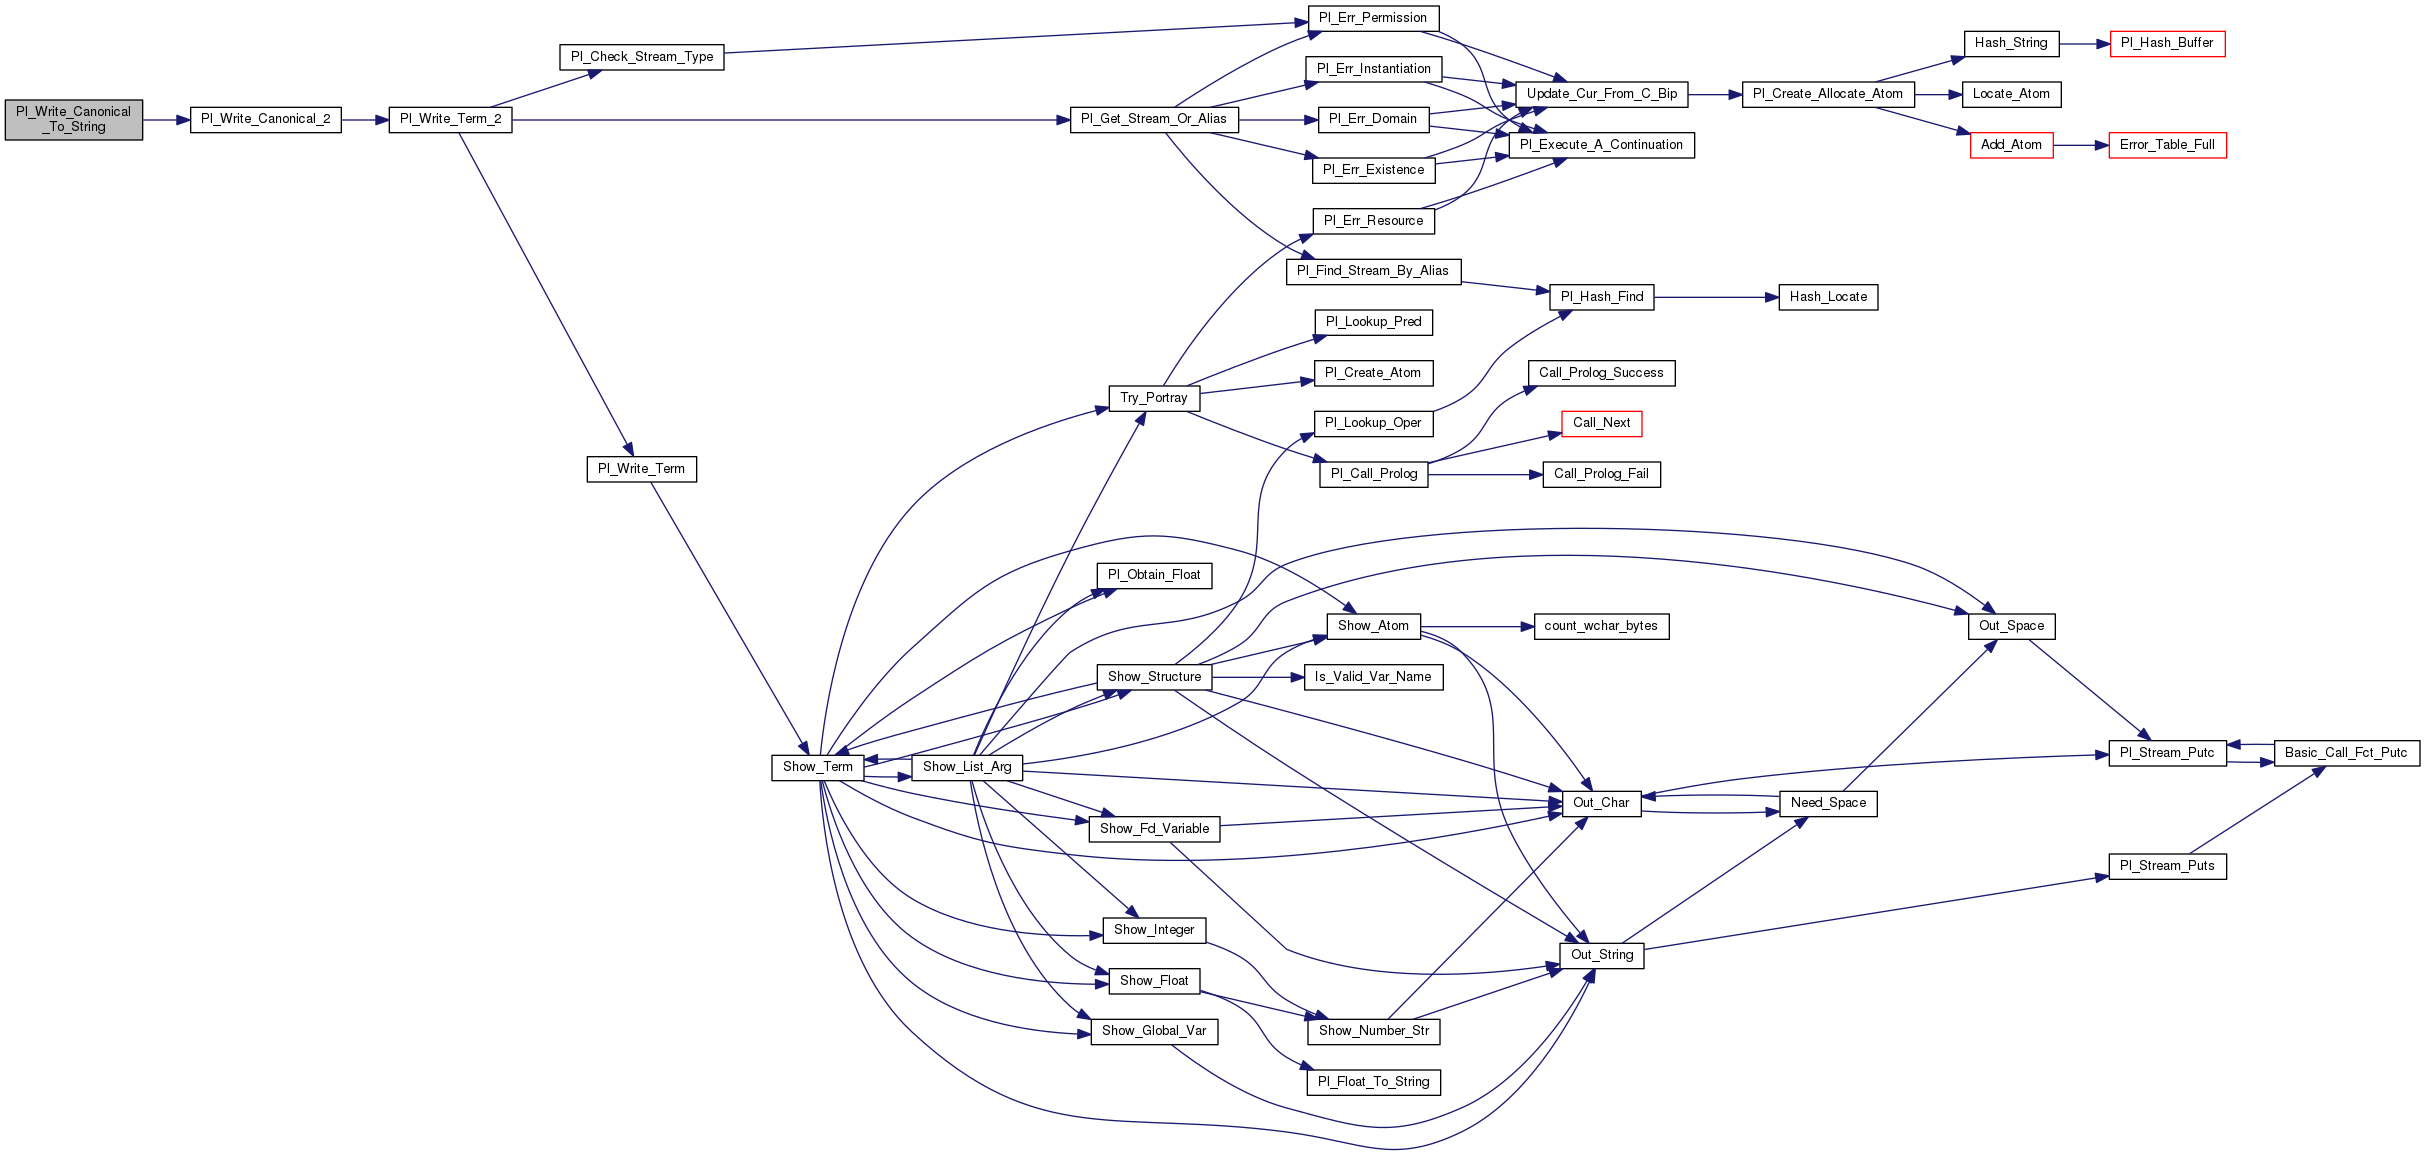 Pl_Write_Canonical
_To_String
Pl_Write_Canonical_2
Pl_Write_Term_2
Pl_Check_Stream_Type
Pl_Write_Term
Pl_Get_Stream_Or_Alias
Pl_Err_Permission
Pl_Err_Instantiation
Pl_Err_Domain
Pl_Err_Existence
Pl_Err_Resource
Pl_Find_Stream_By_Alias
Update_Cur_From_C_Bip
Pl_Execute_A_Continuation
Pl_Create_Allocate_Atom
Hash_String
Locate_Atom
Add_Atom
Pl_Hash_Buffer
Error_Table_Full
Pl_Hash_Find
Hash_Locate
Pl_Lookup_Pred
Pl_Create_Atom
Try_Portray
Pl_Lookup_Oper
Pl_Call_Prolog
Call_Prolog_Success
Call_Next
Call_Prolog_Fail
Pl_Obtain_Float
Show_Atom
count_wchar_bytes
Out_Space
Show_Structure
Is_Valid_Var_Name
Show_Term
Show_List_Arg
Show_Fd_Variable
Out_Char
Need_Space
Pl_Stream_Putc
Basic_Call_Fct_Putc
Pl_Stream_Puts
Show_Integer
Show_Float
Show_Global_Var
Out_String
Show_Number_Str
Pl_Float_To_String